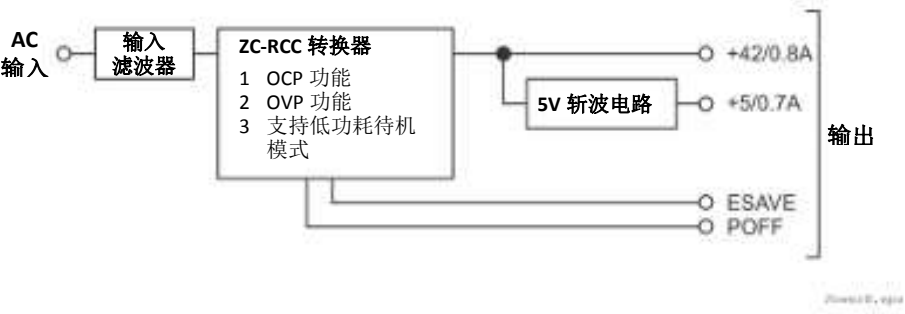 AC
输入
输入
滤波器
ZC-RCC 转换器
1 OCP 功能
2 OVP 功能
3 支持低功耗待机
模式
+42/0.8A
5V 斩波电路
+5/0.7A
输出
ESAVE
POFF